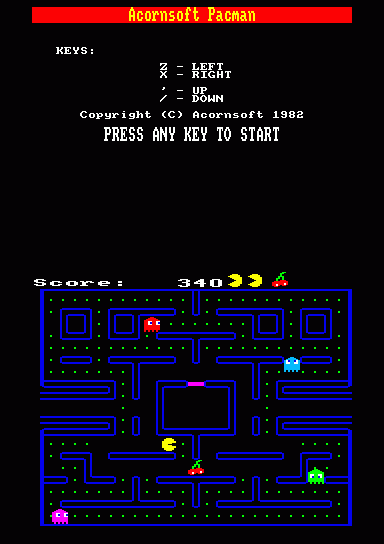 Acornsoft Pacman
KEYS:
Z - LEFT
X - RIGHT
' - UP
/ - DOWN
Copyright (C) Acornsoft 1982
PRESS ANY KEY TO START
Score: 340